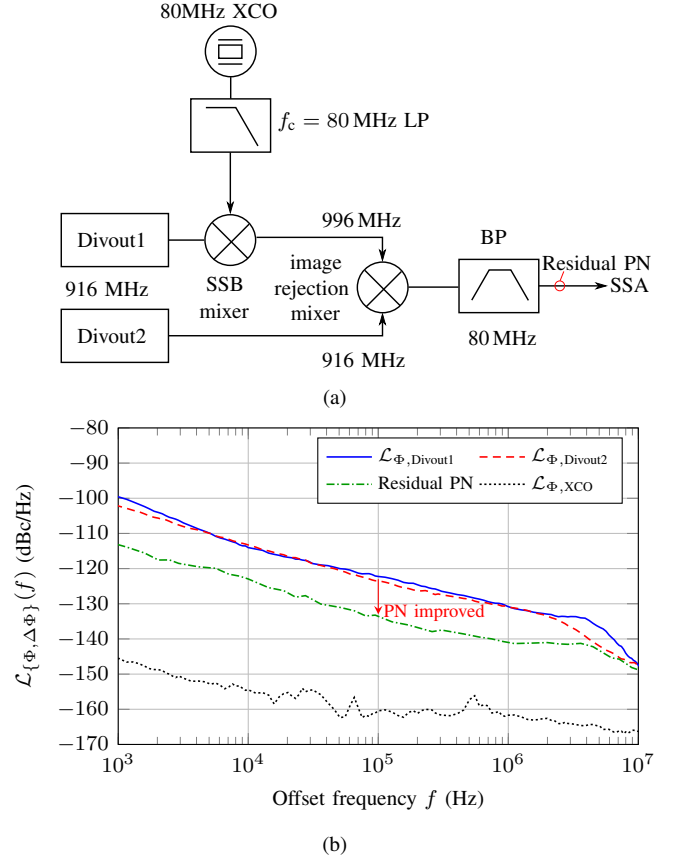 80MHz XCO
f_c = 80 MHz LP
Divout1
996 MHz
BP
916 MHz
SSB
mixer
image
rejection
mixer
Residual PN
SSA
Divout2
916 MHz
80 MHz
(a)
ℒ_{Φ,ΔΦ}(f) (dBc/Hz)
−80
−90
−100
−110
−120
−130
−140
−150
−160
−170
ℒ_Φ,Divout1
ℒ_Φ,Divout2
Residual PN
ℒ_Φ,XCO
PN improved
10^3
10^4
10^5
10^6
10^7
Offset frequency f (Hz)
(b)